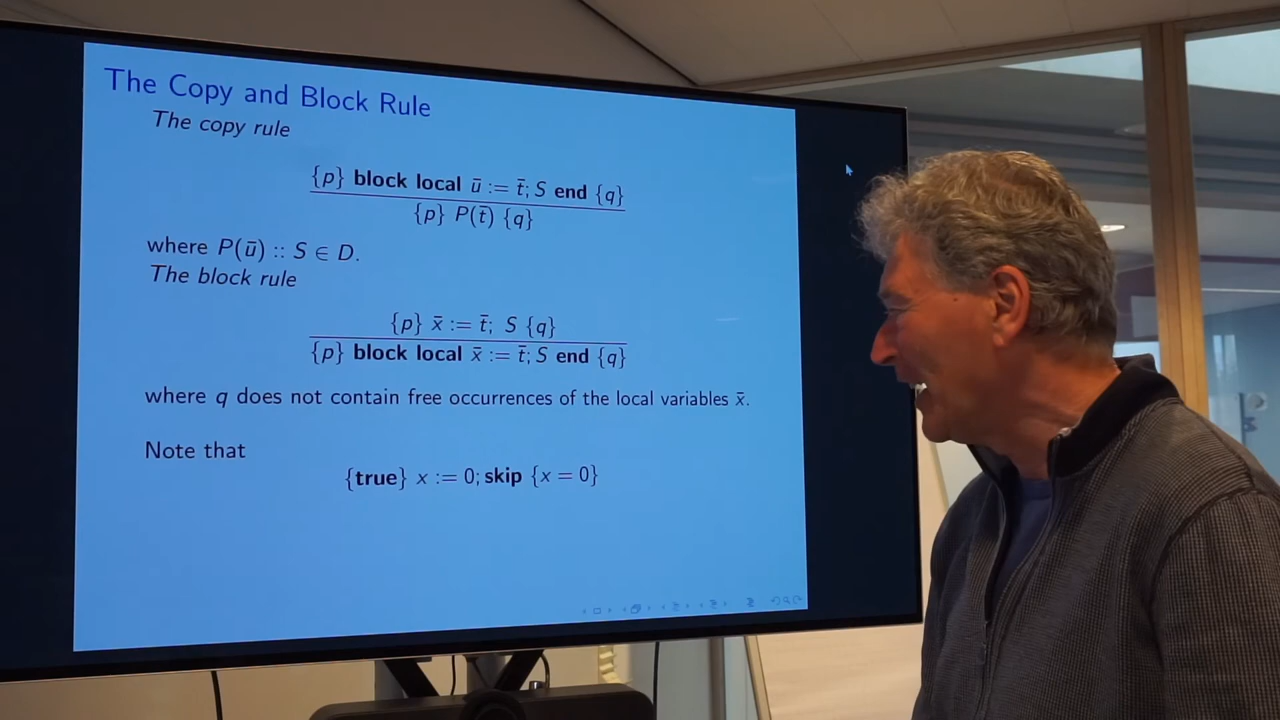 The Copy and Block Rule
The copy rule
{p} block local ū := t̄; S end {q}
{p} P(t̄) {q}
where P(ū) :: S ∈ D.
The block rule
{p} x̄ := t̄; S {q}
{p} block local x̄ := t̄; S end {q}
where q does not contain free occurrences of the local variables x̄.
Note that
{true} x := 0; skip {x = 0}